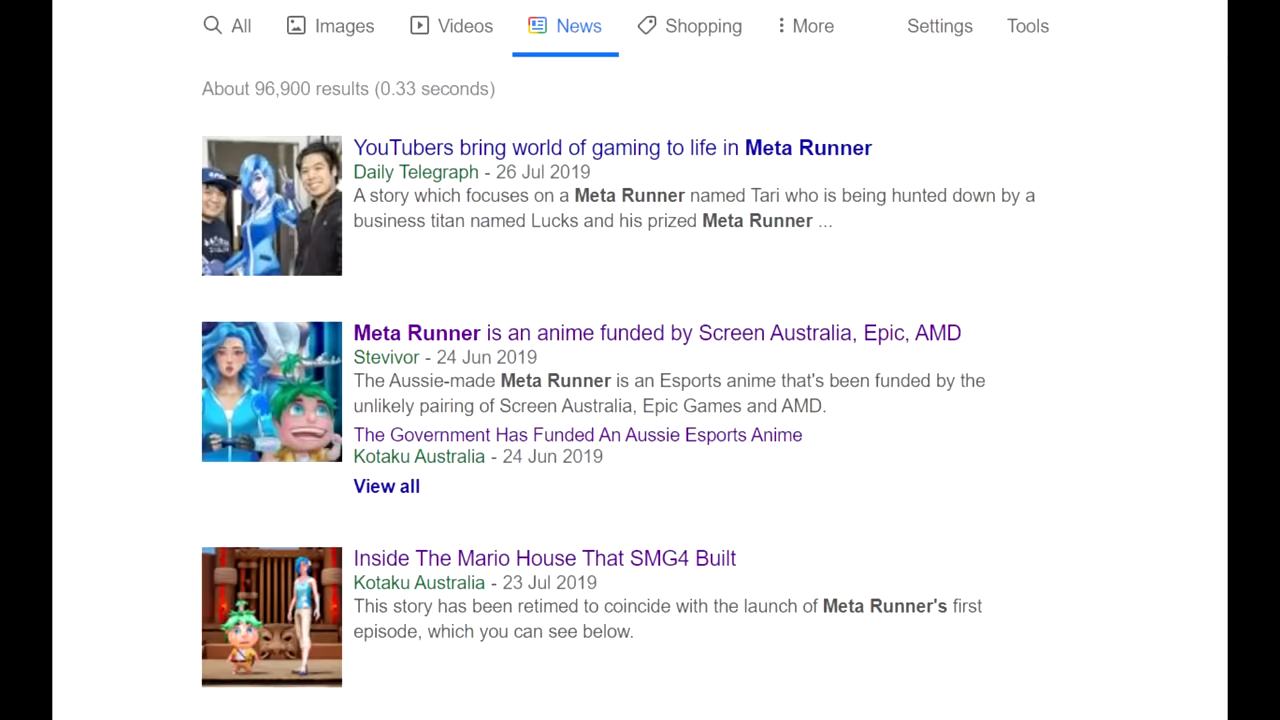 All Images Videos News Shopping More Settings Tools
About 96,900 results (0.33 seconds)
YouTubers bring world of gaming to life in Meta Runner
Daily Telegraph - 26 Jul 2019
A story which focuses on a Meta Runner named Tari who is being hunted down by a
business titan named Lucks and his prized Meta Runner ...
Meta Runner is an anime funded by Screen Australia, Epic, AMD
Stevivor - 24 Jun 2019
The Aussie-made Meta Runner is an Esports anime that's been funded by the
unlikely pairing of Screen Australia, Epic Games and AMD.
The Government Has Funded An Aussie Esports Anime
Kotaku Australia - 24 Jun 2019
View all
Inside The Mario House That SMG4 Built
Kotaku Australia - 23 Jul 2019
This story has been retimed to coincide with the launch of Meta Runner's first
episode, which you can see below.